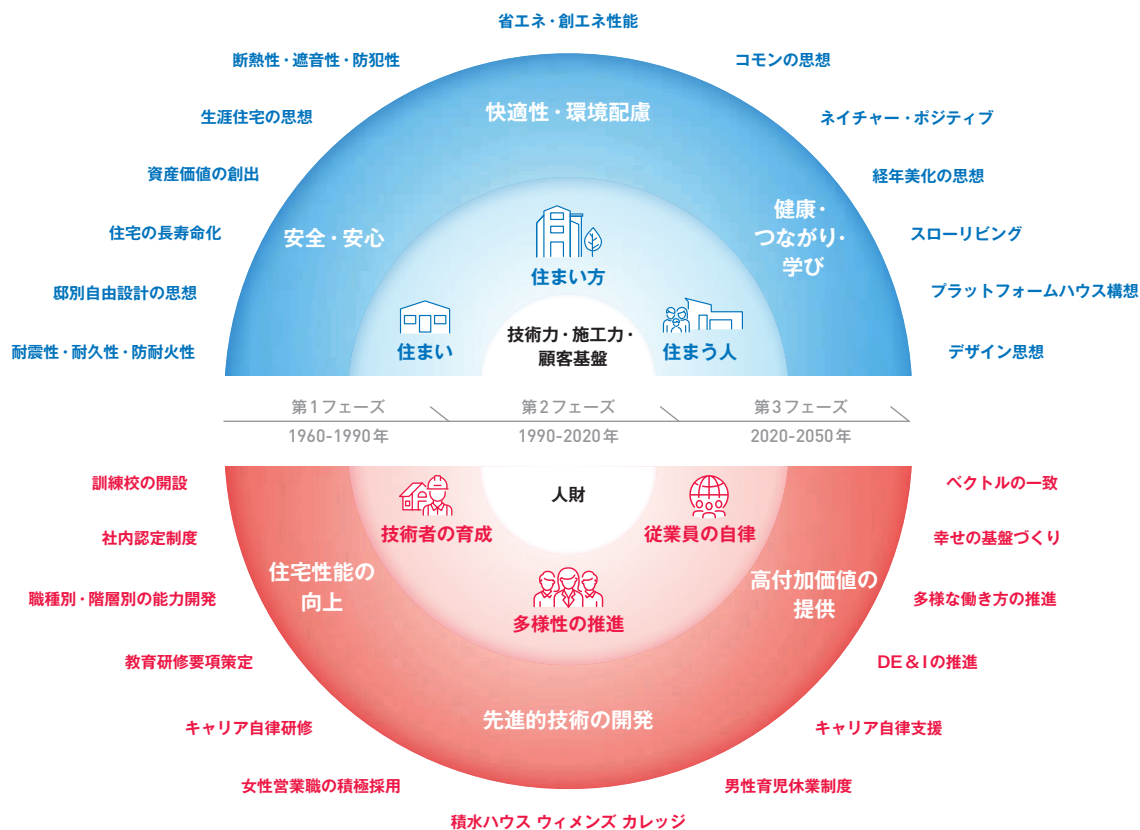 省エネ・創エネ性能
断熱性・遮音性・防犯性
コモンの思想
快適性・環境配慮
生涯住宅の思想
ネイチャー・ポジティブ
資産価値の創出
経年美化の思想
健康・
つながり・
学び
住宅の長寿命化
安全・安心
スローリビング
住まい方
邸別自由設計の思想
プラットフォームハウス構想
技術力・施工力・
顧客基盤
耐震性・耐久性・防耐火性
住まい
住まう人
デザイン思想
第1フェーズ
第2フェーズ
第3フェーズ
1960-1990年
1990-2020年
2020-2050年
訓練校の開設
人財
ベクトルの一致
社内認定制度
技術者の育成
従業員の自律
幸せの基盤づくり
住宅性能の
向上
高付加価値の
提供
職種別・階層別の能力開発
多様な働き方の推進
多様性の推進
教育研修要項策定
DE&Iの推進
先進的技術の開発
キャリア自律研修
キャリア自律支援
女性営業職の積極採用
男性育児休業制度
積水ハウス ウィメンズ カレッジ